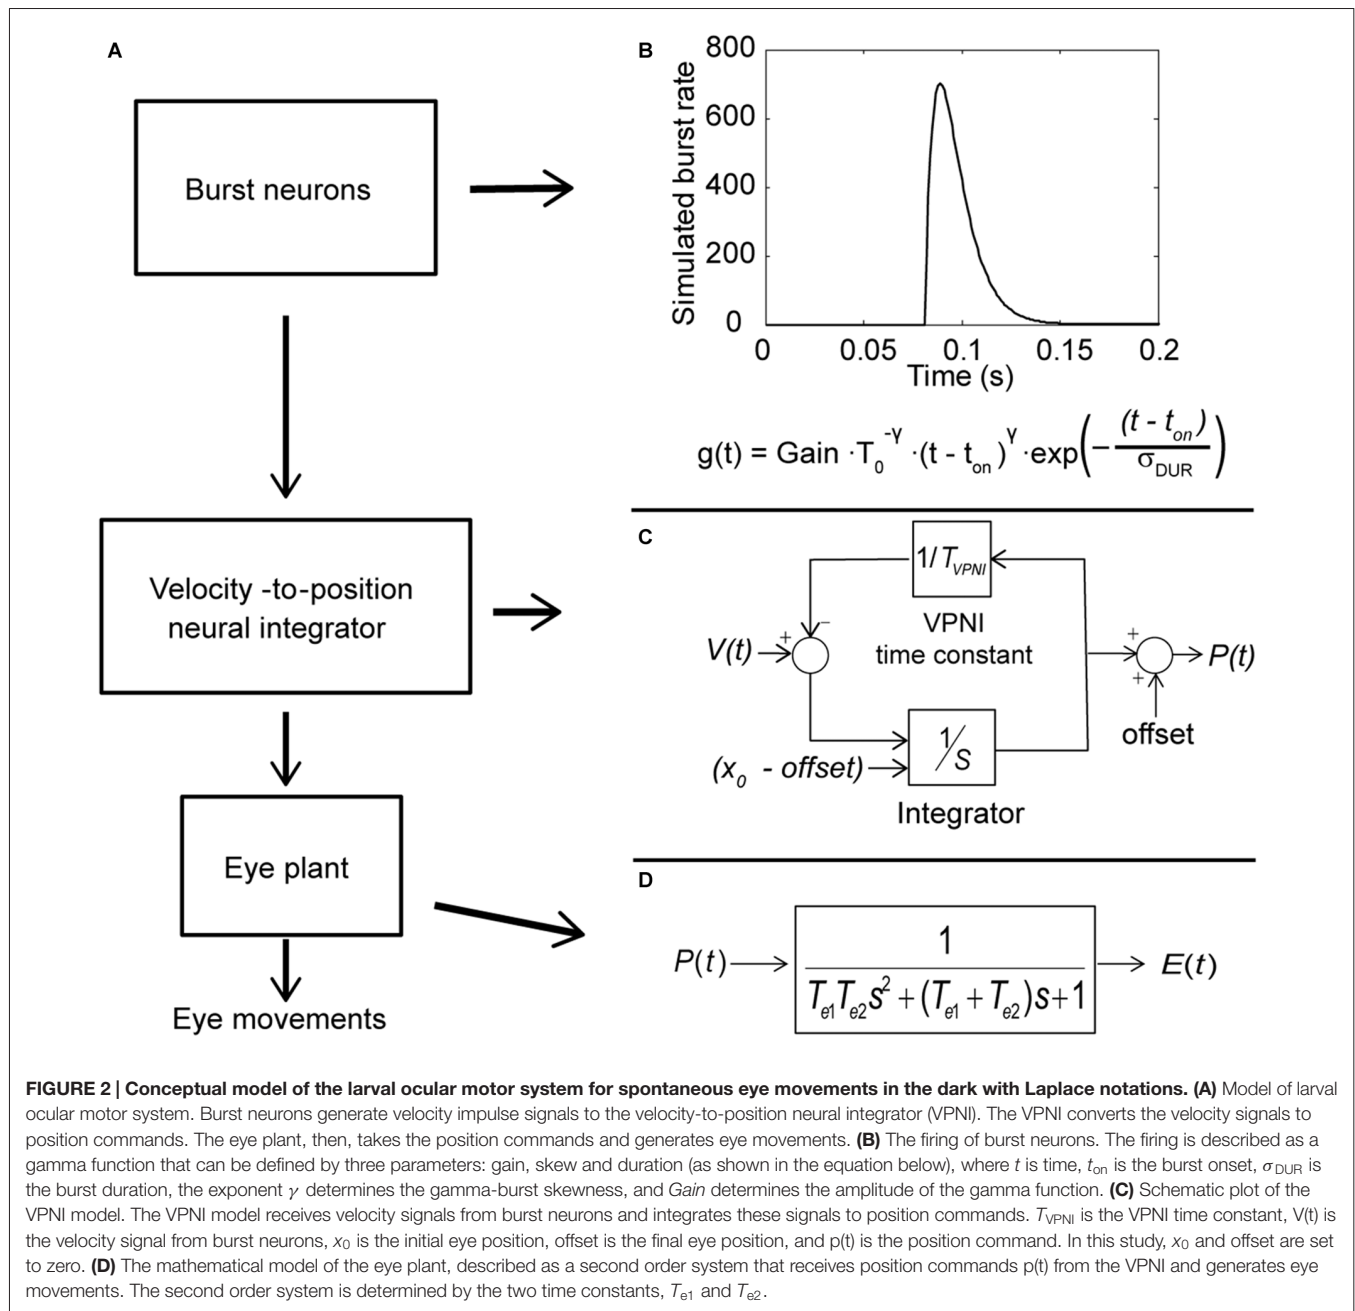 A
Burst neurons
Velocity -to-position
neural integrator
Eye plant
Eye movements
B
Simulated burst rate
800
600
400
200
0
0 0.05 0.1 0.15 0.2
Time (s)
g(t) = Gain ·T₀^-γ ·(t - t_on)^γ ·exp(-(t - t_on)/σ_DUR)
C
1/T_VPNI
VPNI
time constant
V(t)
+
−
+
+
P(t)
offset
1/S
(x₀ - offset)
Integrator
D
P(t)
1
T_e1T_e2s² + (T_e1 + T_e2)s+1
E(t)
FIGURE 2 | Conceptual model of the larval ocular motor system for spontaneous eye movements in the dark with Laplace notations. (A) Model of larval
ocular motor system. Burst neurons generate velocity impulse signals to the velocity-to-position neural integrator (VPNI). The VPNI converts the velocity signals to
position commands. The eye plant, then, takes the position commands and generates eye movements. (B) The firing of burst neurons. The firing is described as a
gamma function that can be defined by three parameters: gain, skew and duration (as shown in the equation below), where t is time, t_on is the burst onset, σ_DUR is
the burst duration, the exponent γ determines the gamma-burst skewness, and Gain determines the amplitude of the gamma function. (C) Schematic plot of the
VPNI model. The VPNI model receives velocity signals from burst neurons and integrates these signals to position commands. T_VPNI is the VPNI time constant, V(t) is
the velocity signal from burst neurons, x₀ is the initial eye position, offset is the final eye position, and p(t) is the position command. In this study, x₀ and offset are set
to zero. (D) The mathematical model of the eye plant, described as a second order system that receives position commands p(t) from the VPNI and generates eye
movements. The second order system is determined by the two time constants, T_e1 and T_e2.